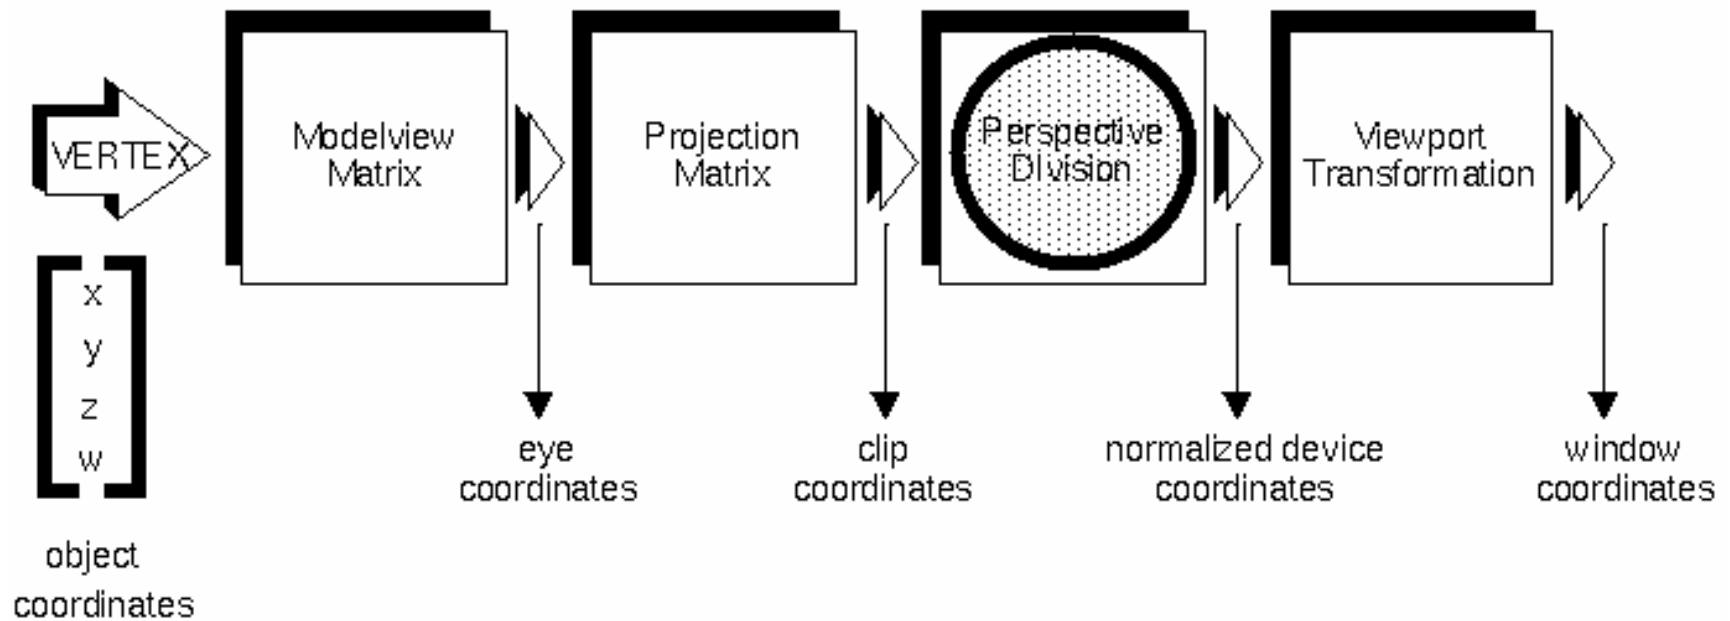 VERTEX
Modelview
Matrix
Projection
Matrix
Perspective
DIvision
Viewport
Transformation
x
y
z
w
eye
coordinates
clip
coordinates
normalized device
coordinates
window
coordinates
object
coordinates